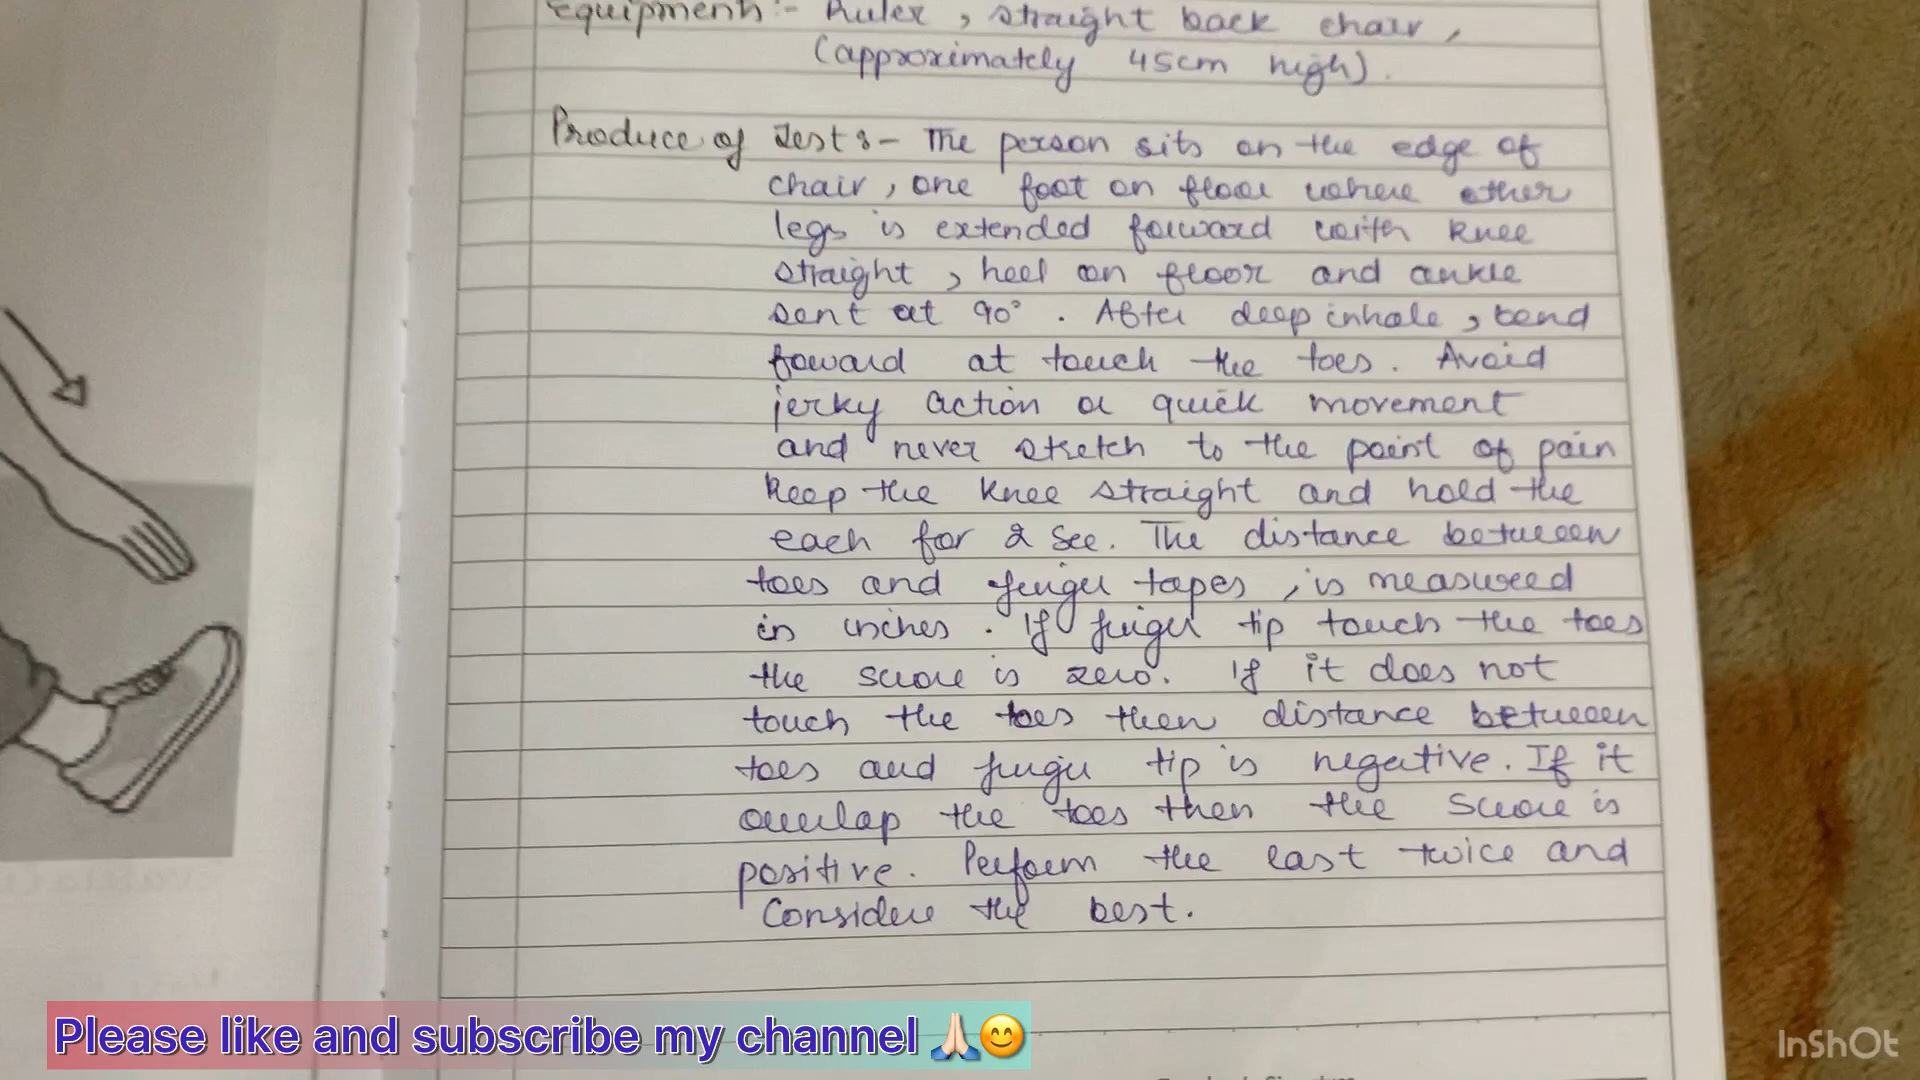 Equipments:- Ruler, straight back chair,
(approximately 45cm high).
Produce of Test:- The person sits on the edge of
chair, one foot on floor where other
legs is extended forward with knee
straight, heel on floor and ankle
sent at 90°. After deep inhale, bend
foward at touch the toes. Avoid
jerky action or quick movement
and never stretch to the point of pain
keep the knee straight and hold the
each for 2 sec. The distance between
toes and finger tapes, is measured
in inches. If finger tip touch the toes
the score is zero. If it does not
touch the toes then distance between
toes and finger tip is negative. If it
overlap the toes then the score is
positive. Perform the last twice and
Considere the best.
Please like and subscribe my channel 🙏🏻😊
InShOt